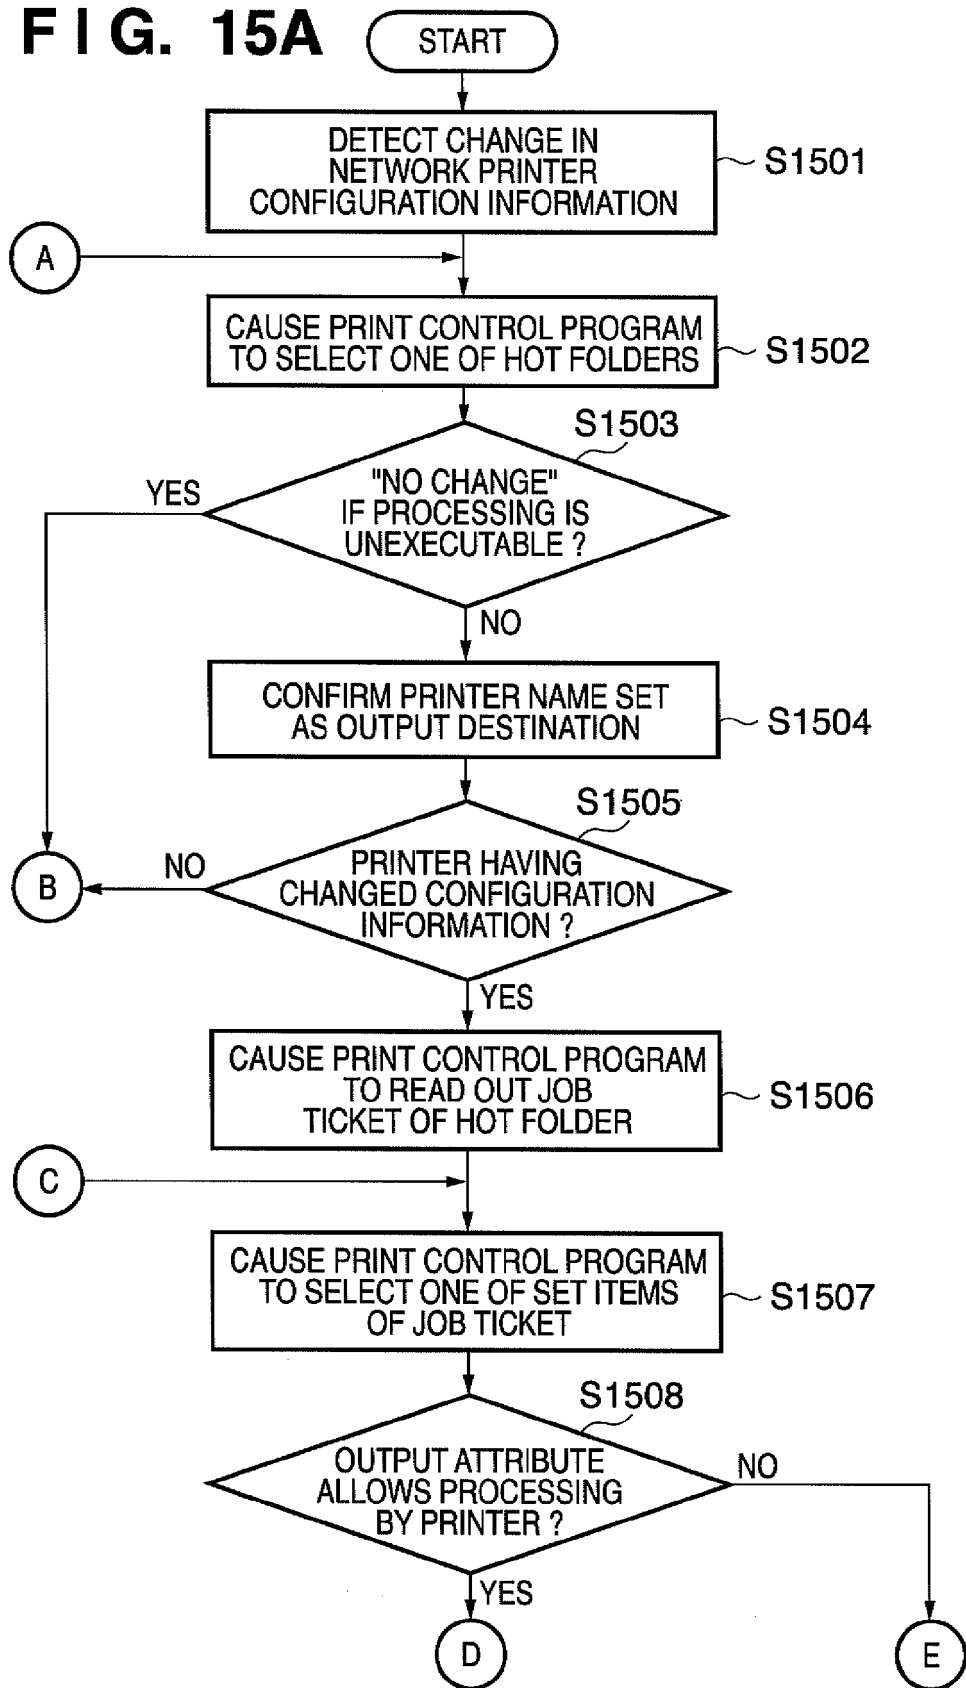 FIG. 15A
START
DETECT CHANGE IN
NETWORK PRINTER
CONFIGURATION INFORMATION
S1501
A
CAUSE PRINT CONTROL PROGRAM
TO SELECT ONE OF HOT FOLDERS
S1502
S1503
YES
"NO CHANGE"
IF PROCESSING IS
UNEXECUTABLE ?
NO
CONFIRM PRINTER NAME SET
AS OUTPUT DESTINATION
S1504
S1505
B
NO
PRINTER HAVING
CHANGED CONFIGURATION
INFORMATION ?
YES
CAUSE PRINT CONTROL PROGRAM
TO READ OUT JOB
TICKET OF HOT FOLDER
S1506
C
CAUSE PRINT CONTROL PROGRAM
TO SELECT ONE OF SET ITEMS
OF JOB TICKET
S1507
S1508
OUTPUT ATTRIBUTE
ALLOWS PROCESSING
BY PRINTER ?
NO
YES
D
E